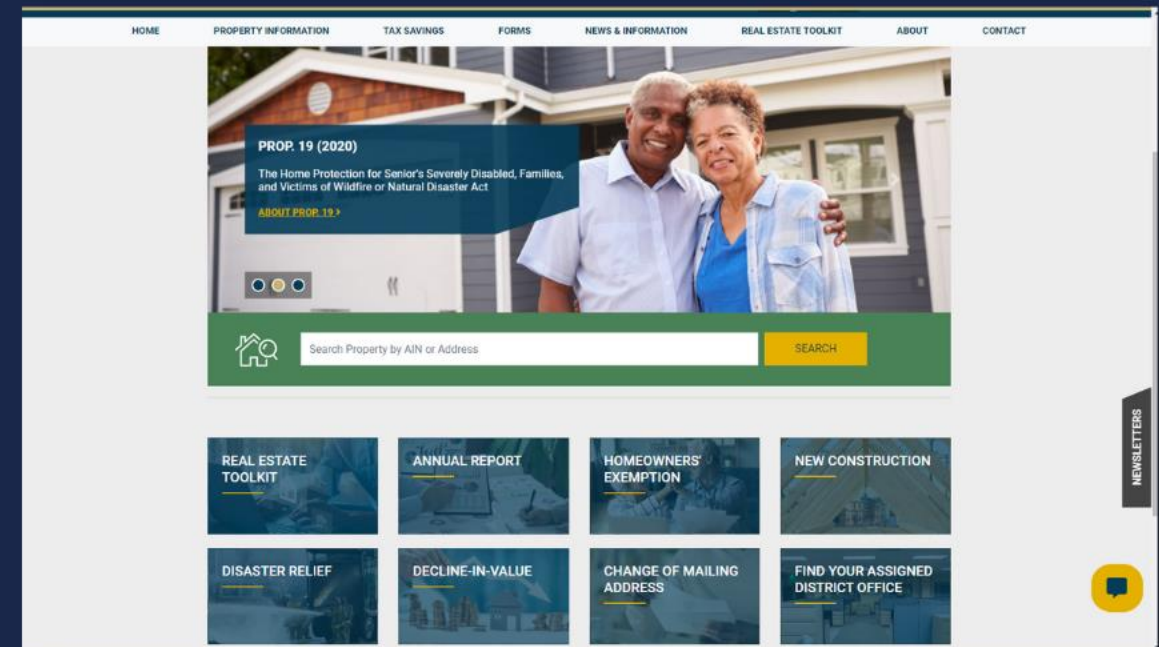 HOME PROPERTY INFORMATION TAX SAVINGS FORMS NEWS & INFORMATION REAL ESTATE TOOLKIT ABOUT CONTACT
PROP. 19 (2020)
The Home Protection for Senior's Severely Disabled, Families,
and Victims of Wildfire or Natural Disaster Act
ABOUT PROP. 19 >
Search Property by AIN or Address
SEARCH
NEWSLETTERS
REAL ESTATE
TOOLKIT
ANNUAL REPORT
HOMEOWNERS'
EXEMPTION
NEW CONSTRUCTION
DISASTER RELIEF
DECLINE-IN-VALUE
CHANGE OF MAILING
ADDRESS
FIND YOUR ASSIGNED
DISTRICT OFFICE